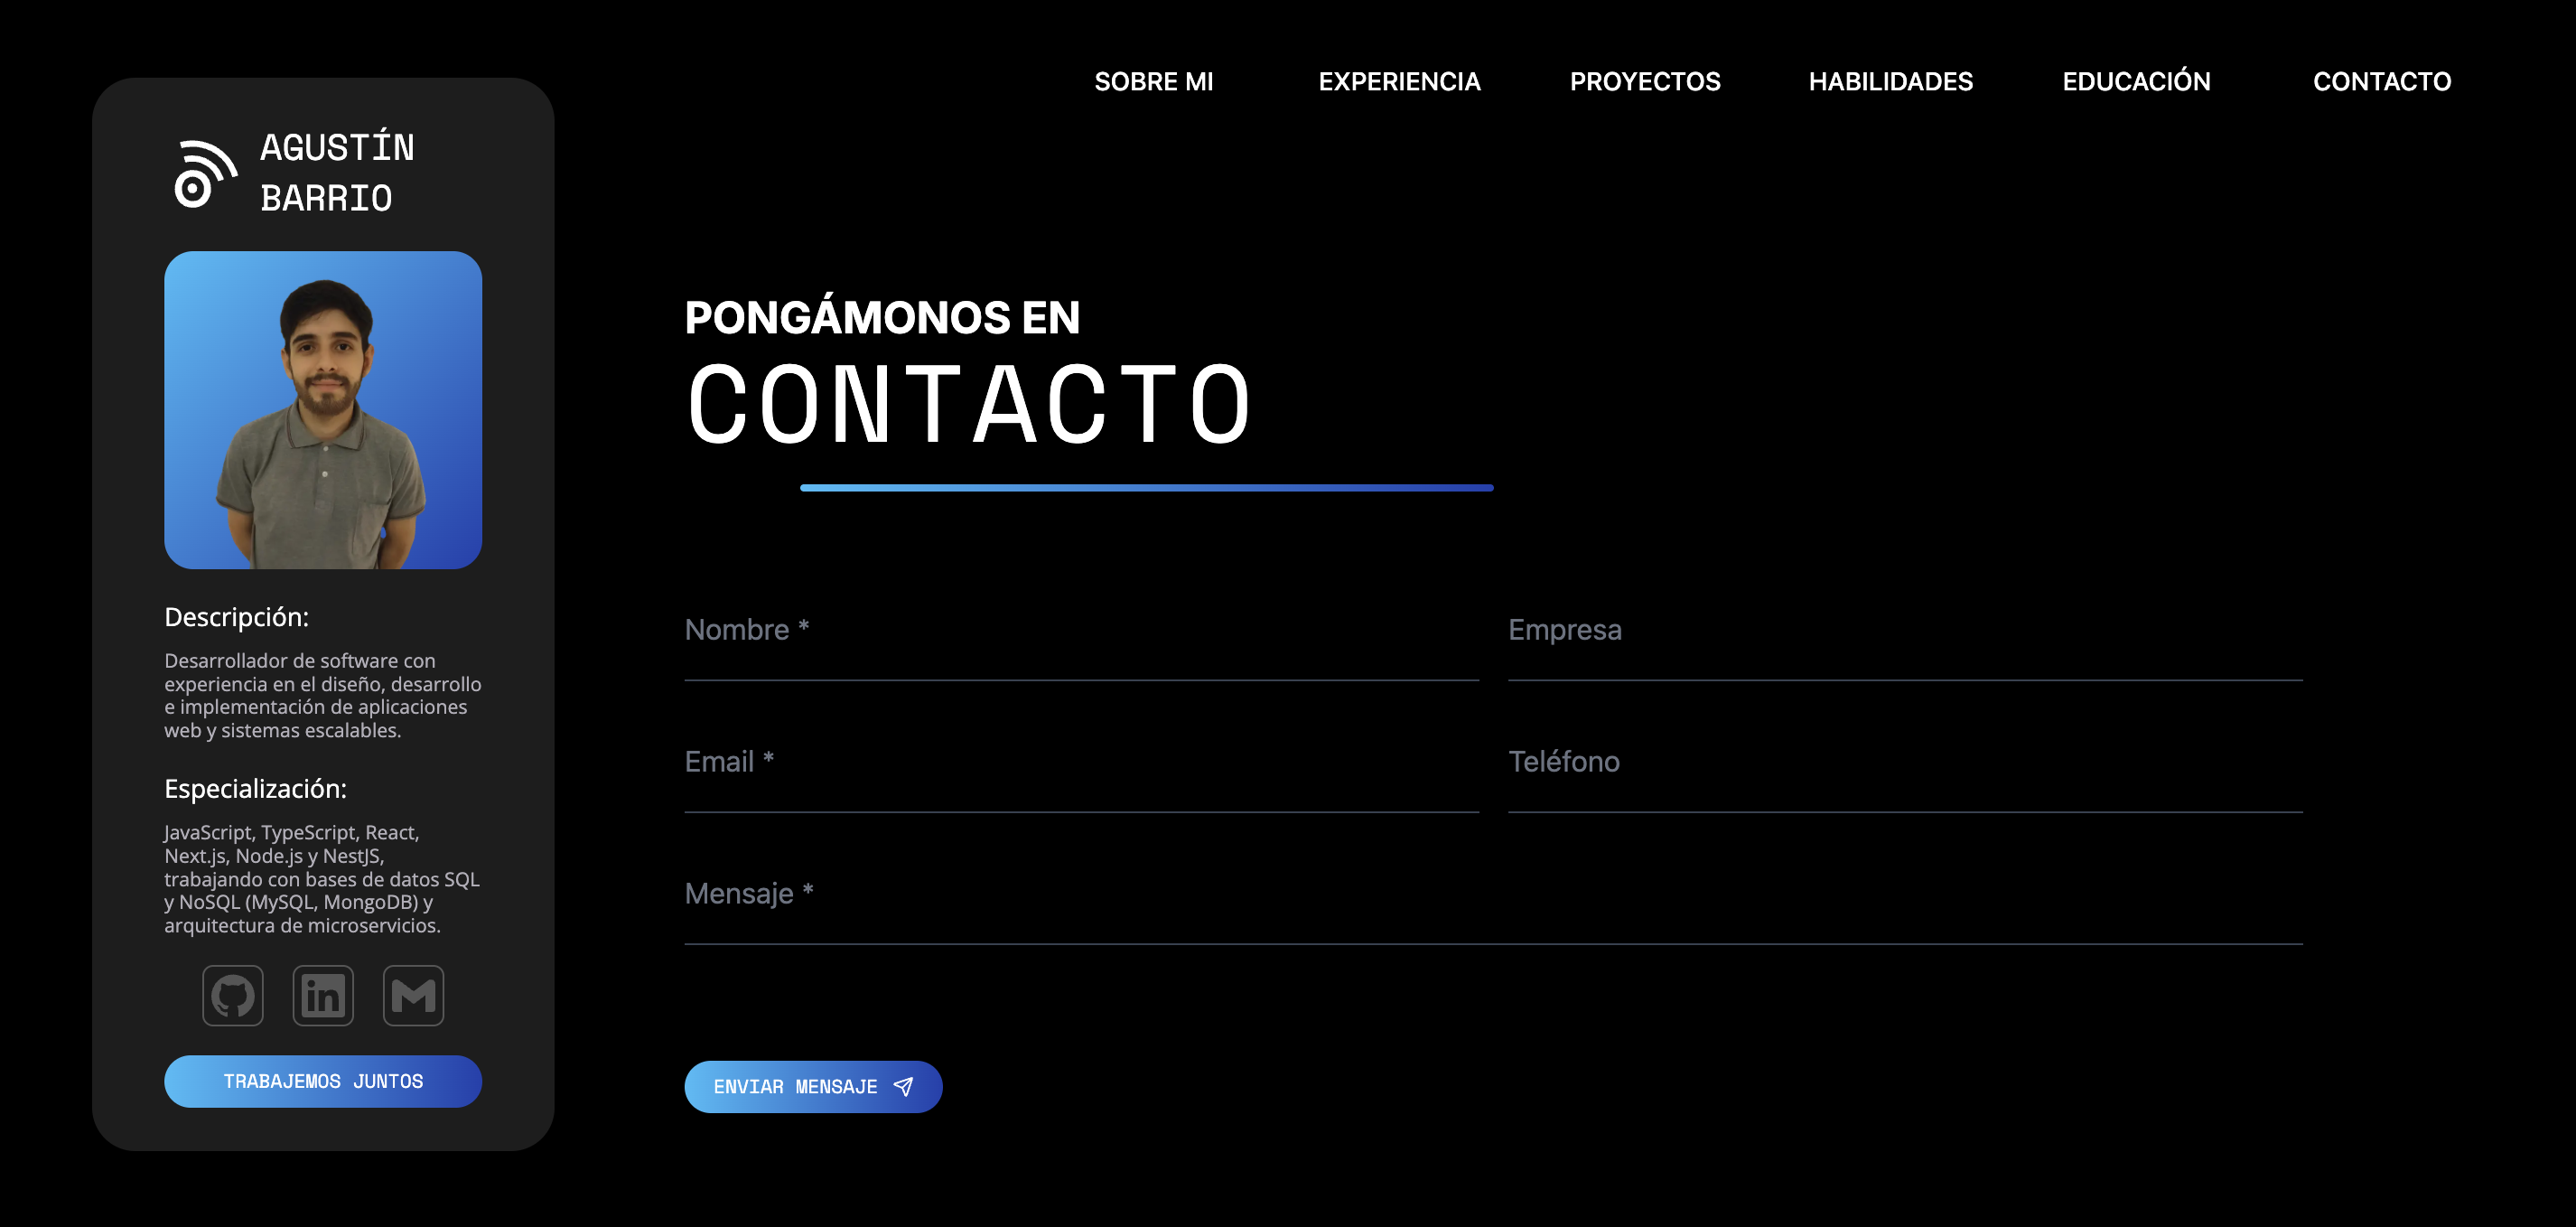 SOBRE MI
EXPERIENCIA
PROYECTOS
HABILIDADES
EDUCACIÓN
CONTACTO
AGUSTÍN
BARRIO
Descripción:
Desarrollador de software con
experiencia en el diseño, desarrollo
e implementación de aplicaciones
web y sistemas escalables.
Especialización:
JavaScript, TypeScript, React,
Next.js, Node.js y NestJS,
trabajando con bases de datos SQL
y NoSQL (MySQL, MongoDB) y
arquitectura de microservicios.
in
TRABAJEMOS JUNTOS
PONGÁMONOS EN
CONTACTO
Nombre *
Empresa
Email *
Teléfono
Mensaje *
ENVIAR MENSAJE